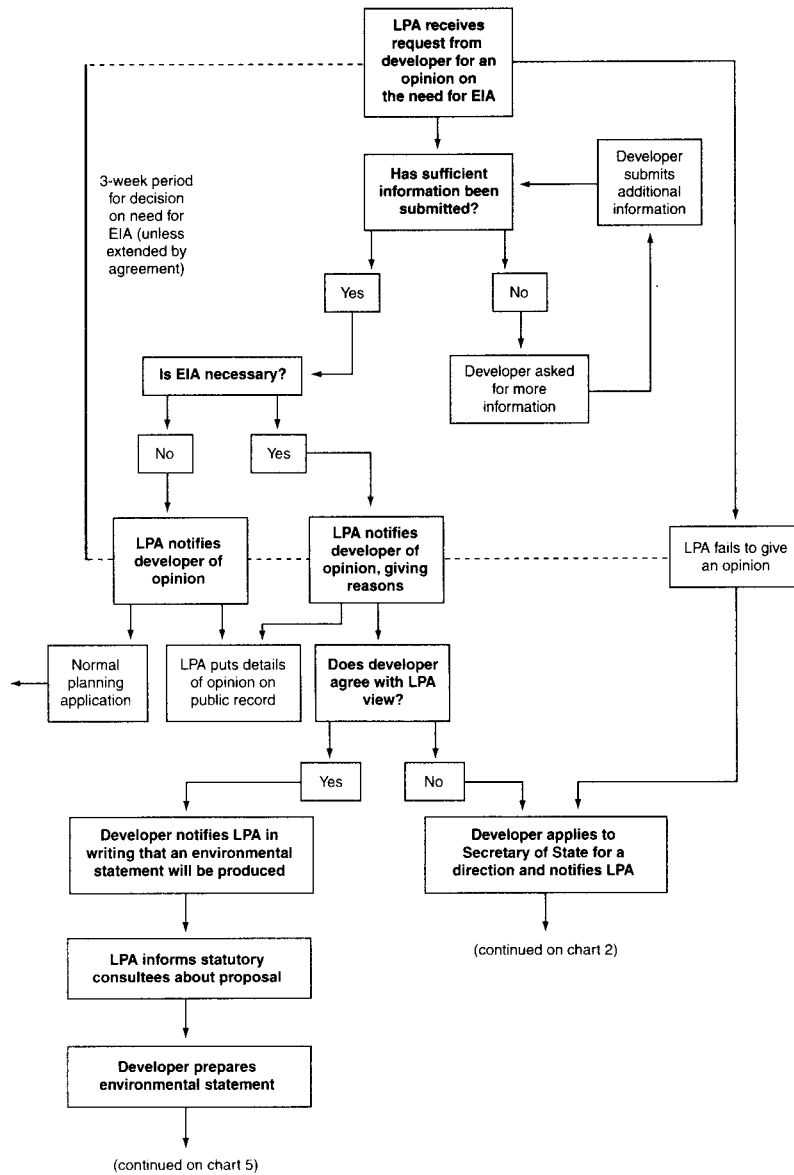 LPA receives
request from
developer for an
opinion on
the need for EIA
3-week period
for decision
on need for
EIA (unless
extended by
agreement)
Has sufficient
information been
submitted?
Developer
submits
additional
information
Yes
No
Is EIA necessary?
Developer asked
for more
information
No
Yes
LPA notifies
developer of
opinion
LPA notifies
developer of
opinion, giving
reasons
LPA fails to give
an opinion
Normal
planning
application
LPA puts details
of opinion on
public record
Does developer
agree with LPA
view?
Yes
No
Developer notifies LPA in
writing that an environmental
statement will be produced
Developer applies to
Secretary of State for a
direction and notifies LPA
LPA informs statutory
consultees about proposal
(continued on chart 2)
Developer prepares
environmental statement
(continued on chart 5)